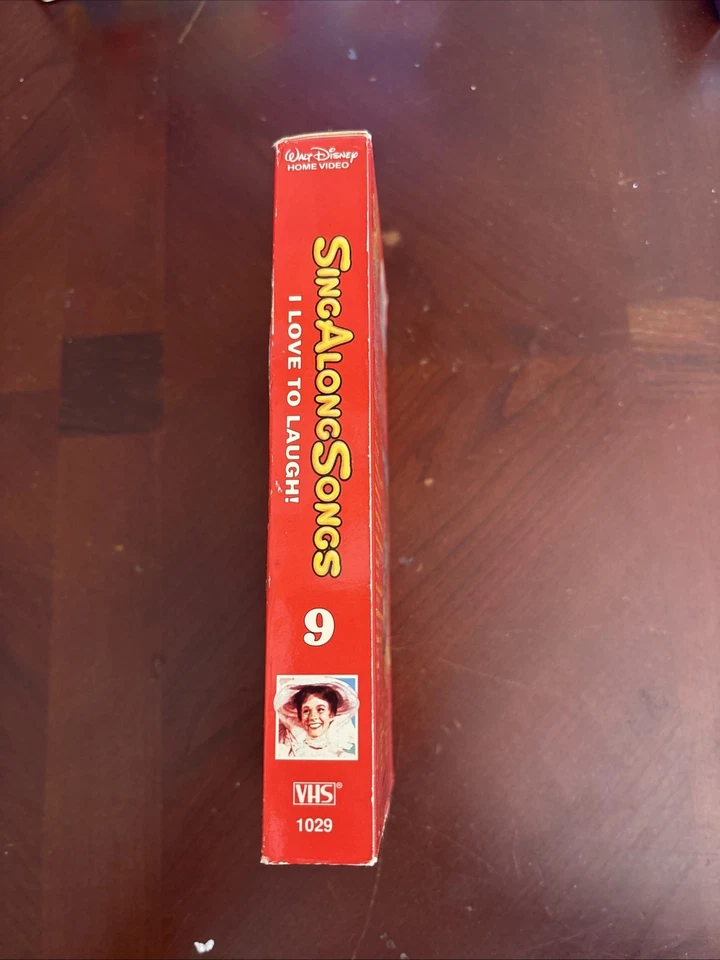 Walt Disney
HOME VIDEO
SING ALONG SONGS
I LOVE TO LAUGH!
9
VHS®
1029